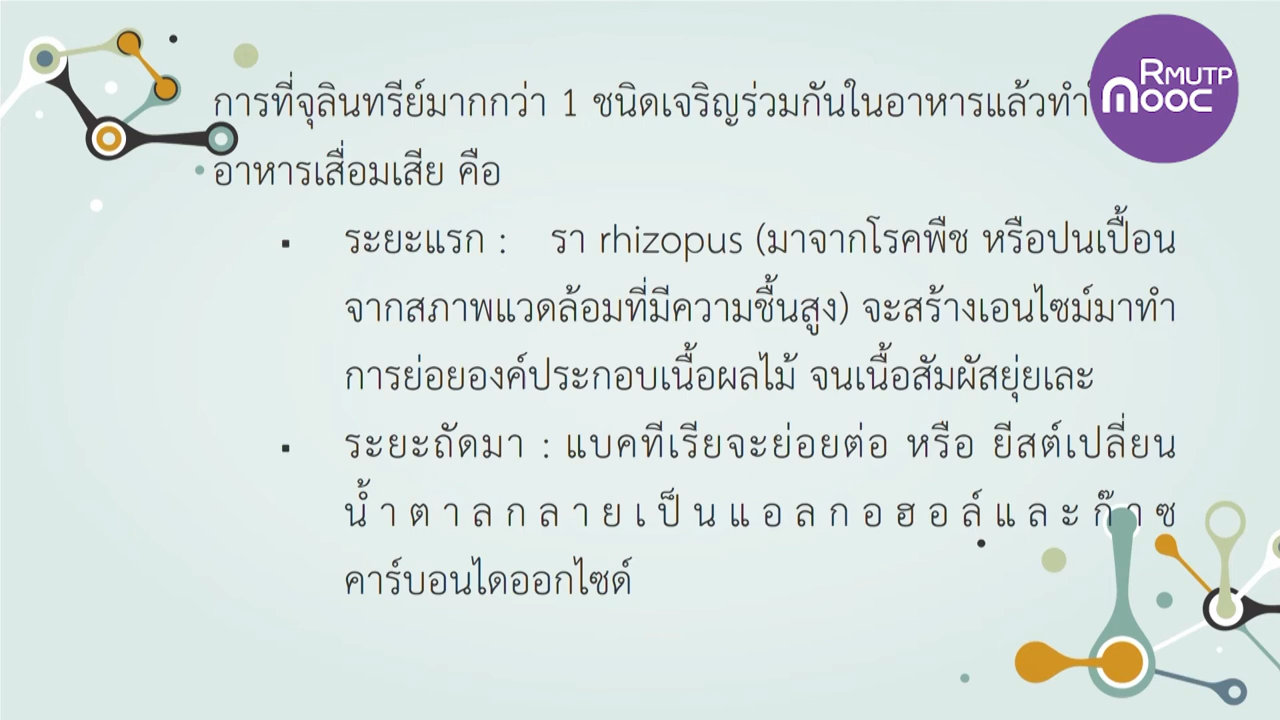 การที่จุลินทรีย์มากกว่า 1 ชนิดเจริญร่วมกันในอาหารแล้วทำ
อาหารเสื่อมเสีย คือ
▪ ระยะแรก : รา rhizopus (มาจากโรคพืช หรือปนเปื้อน
จากสภาพแวดล้อมที่มีความชื้นสูง) จะสร้างเอนไซม์มาทำ
การย่อยองค์ประกอบเนื้อผลไม้ จนเนื้อสัมผัสยุ่ยเละ
▪ ระยะถัดมา : แบคทีเรียจะย่อยต่อ หรือ ยีสต์เปลี่ยน
น้ำตาลกลายเป็นแอลกอฮอล์และก๊าซ
คาร์บอนไดออกไซด์
RMUTP
MOOC